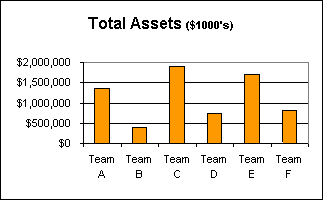 Total Assets ($1000's)
$2,000,000
$1,500,000
$1,000,000
$500,000
$0
Team Team Team Team Team Team
A B C D E F